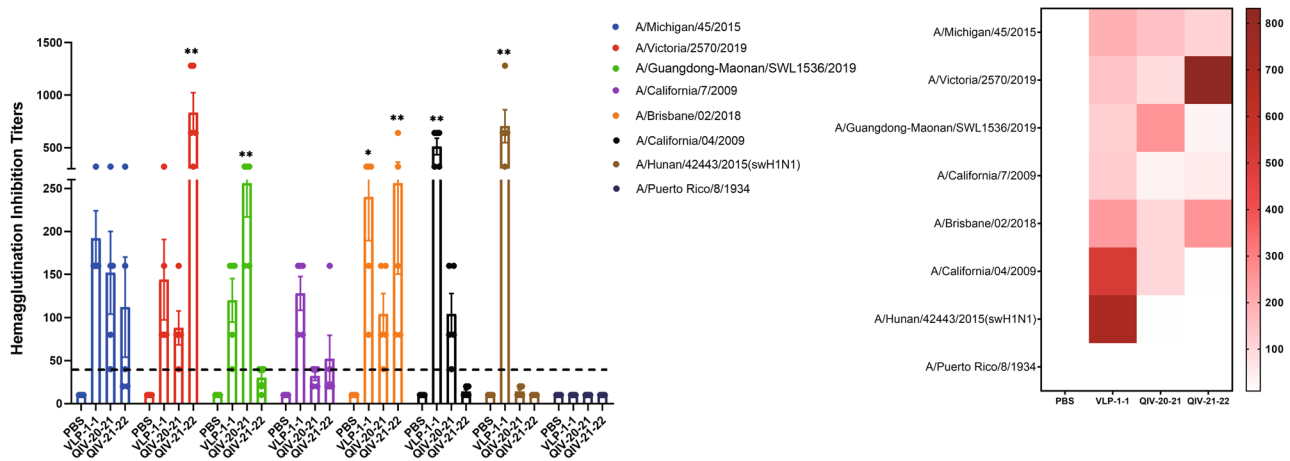 Hemagglutination Inhibition Titers
1500
1000
500
250
200
150
100
50
0
** ** * ** ** **
PBS VLP-1-1 QIV-20-21 QIV-21-22 PBS VLP-1-1 QIV-20-21 QIV-21-22 PBS VLP-1-1 QIV-20-21 QIV-21-22 PBS VLP-1-1 QIV-20-21 QIV-21-22 PBS VLP-1-1 QIV-20-21 QIV-21-22 PBS VLP-1-1 QIV-20-21 QIV-21-22 PBS VLP-1-1 QIV-20-21 QIV-21-22 PBS VLP-1-1 QIV-20-21 QIV-21-22
A/Michigan/45/2015
A/Victoria/2570/2019
A/Guangdong-Maonan/SWL1536/2019
A/California/7/2009
A/Brisbane/02/2018
A/California/04/2009
A/Hunan/42443/2015(swH1N1)
A/Puerto Rico/8/1934
A/Michigan/45/2015
A/Victoria/2570/2019
A/Guangdong-Maonan/SWL1536/2019
A/California/7/2009
A/Brisbane/02/2018
A/California/04/2009
A/Hunan/42443/2015(swH1N1)
A/Puerto Rico/8/1934
PBS VLP-1-1 QIV-20-21 QIV-21-22
800
700
600
500
400
300
200
100